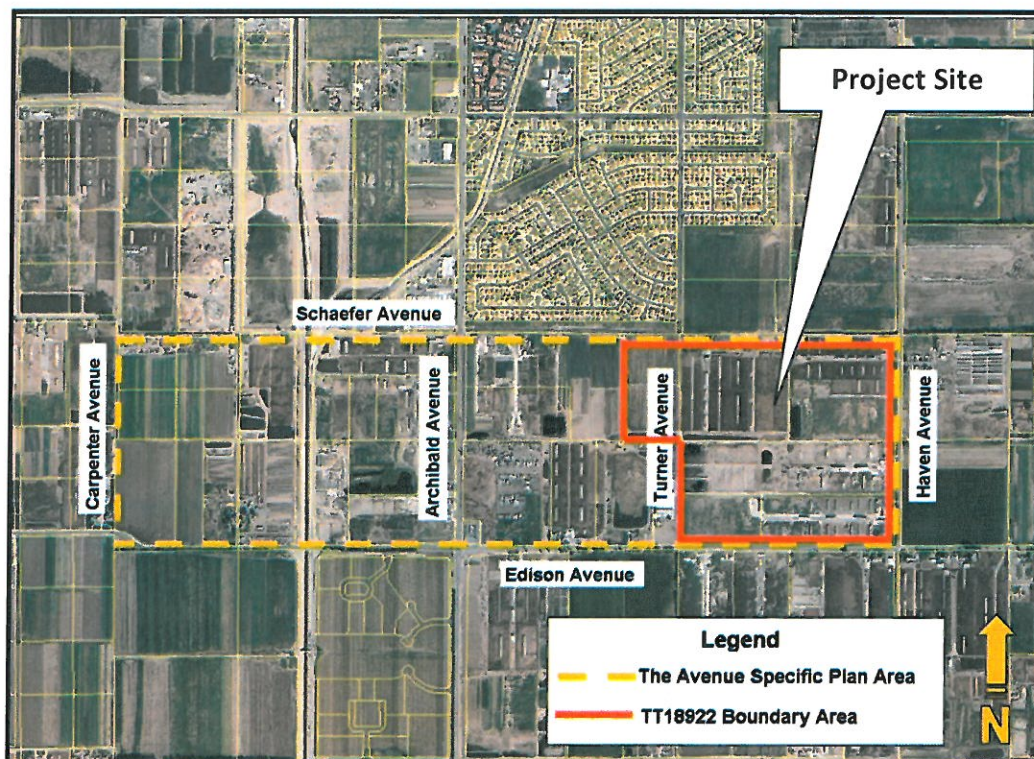 Project Site
Schaefer Avenue
Carpenter Avenue
Archibald Avenue
Turner Avenue
Haven Avenue
Edison Avenue
Legend
The Avenue Specific Plan Area
TT18922 Boundary Area
N